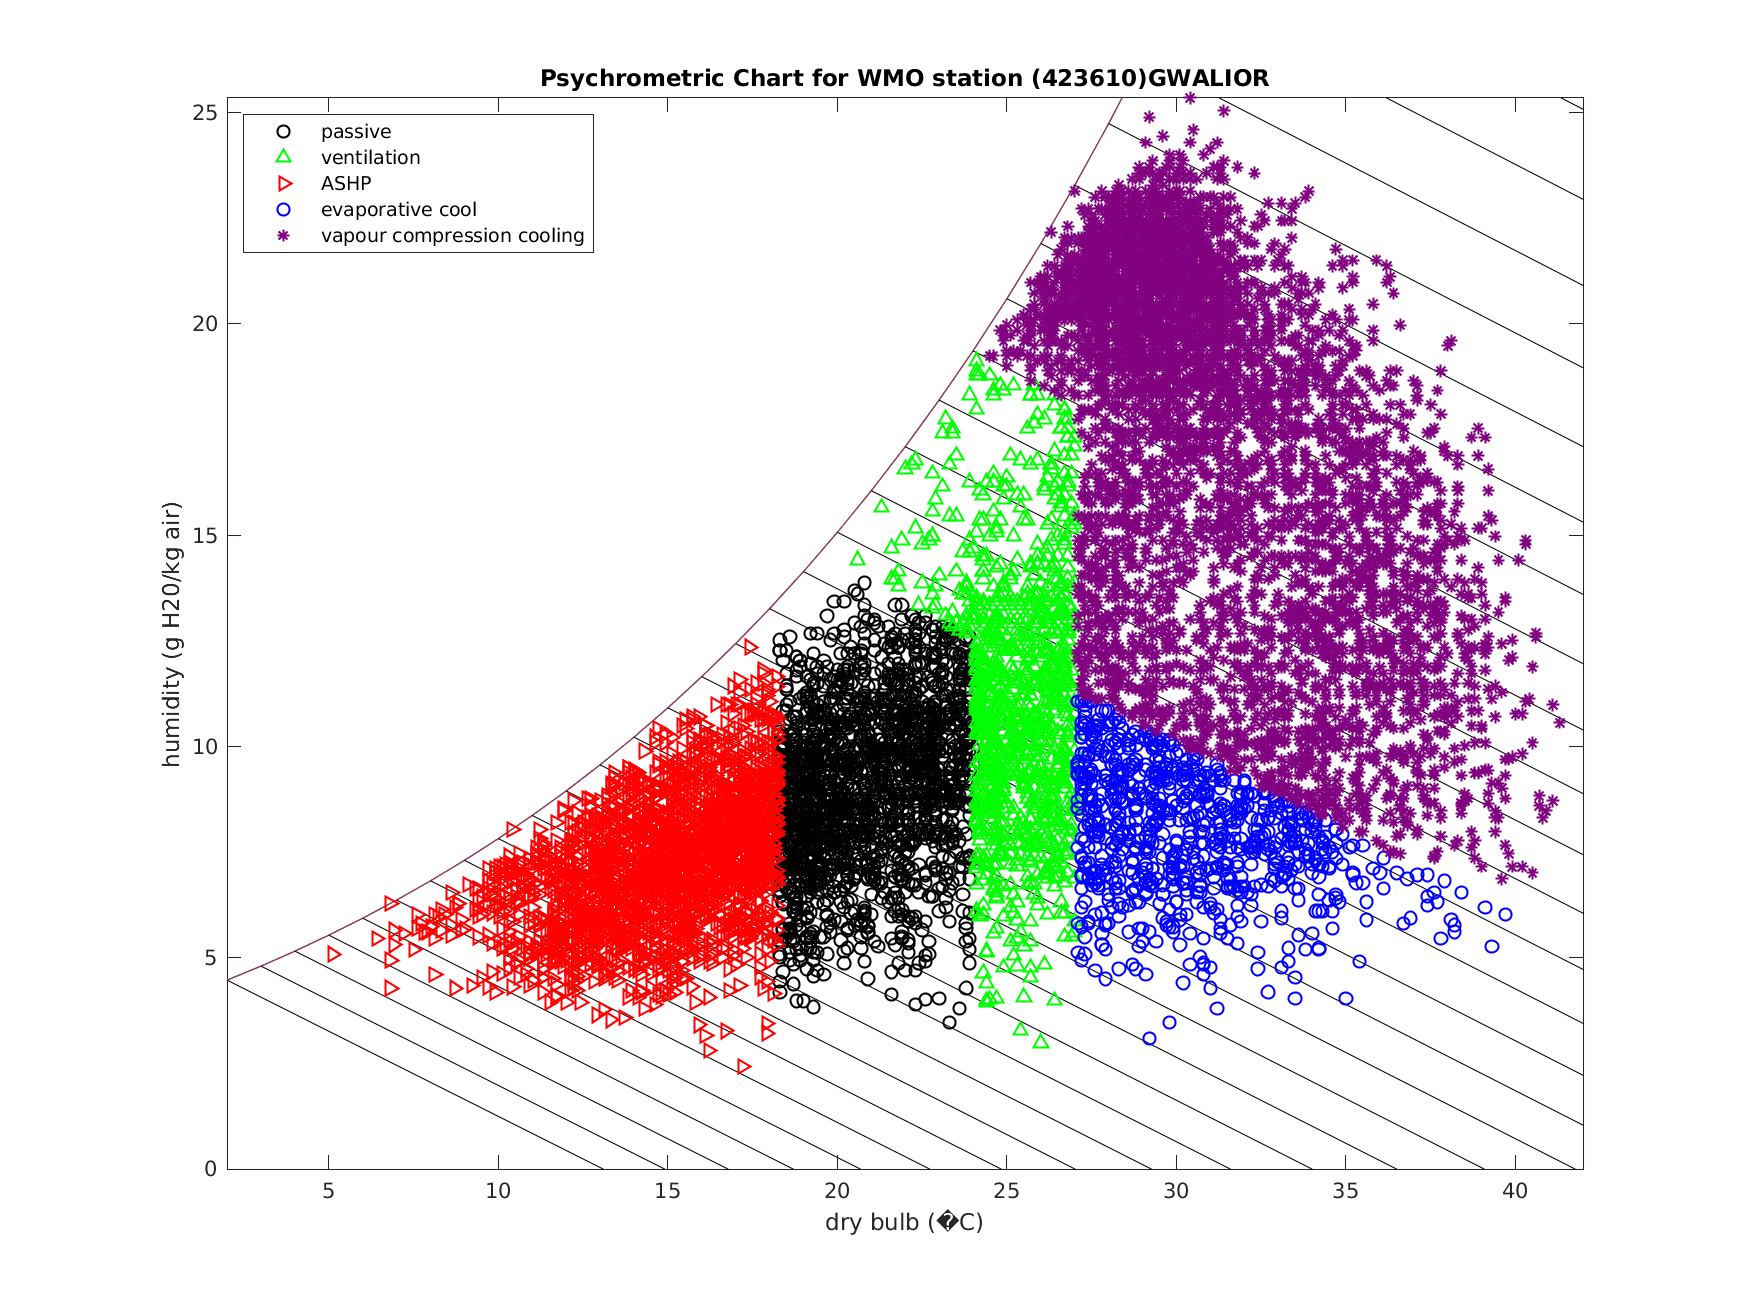 Psychrometric Chart for WMO station (423610)GWALIOR
passive
ventilation
ASHP
evaporative cool
vapour compression cooling
25
20
15
10
5
0
humidity (g H20/kg air)
5 10 15 20 25 30 35 40
dry bulb (�C)